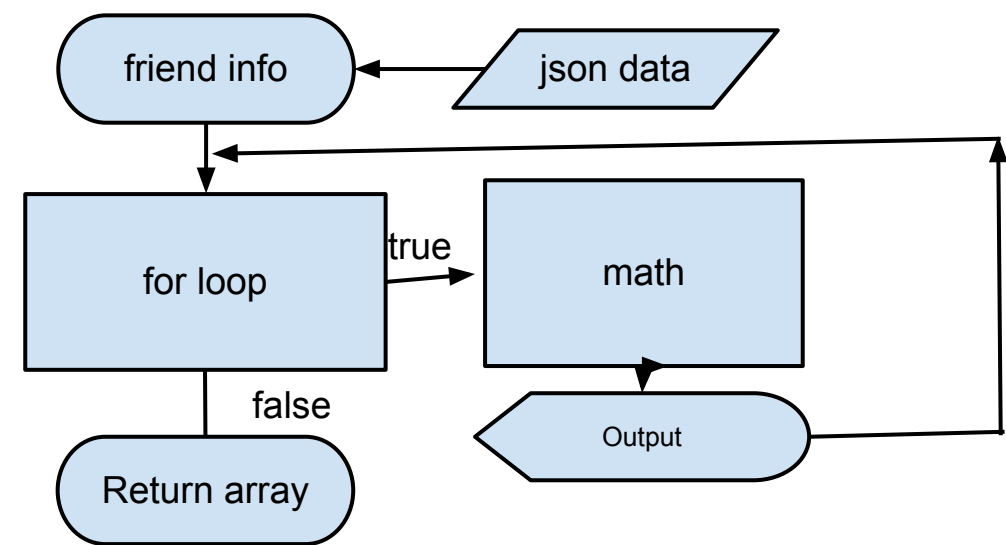 friend info
json data
for loop
true
math
false
Output
Return array